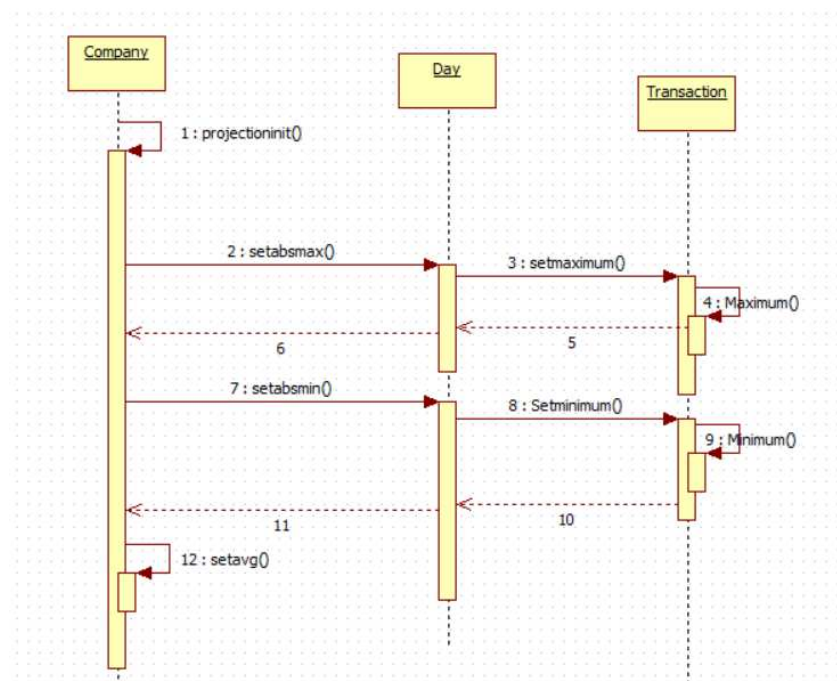 Company
Day
Transaction
1 : projectioninit()
2 : setabsmax()
3 : setmaximum()
4 : Maximum()
5
6
7 : setabsmin()
8 : Setminimum()
9 : Minimum()
10
11
12 : setavg()